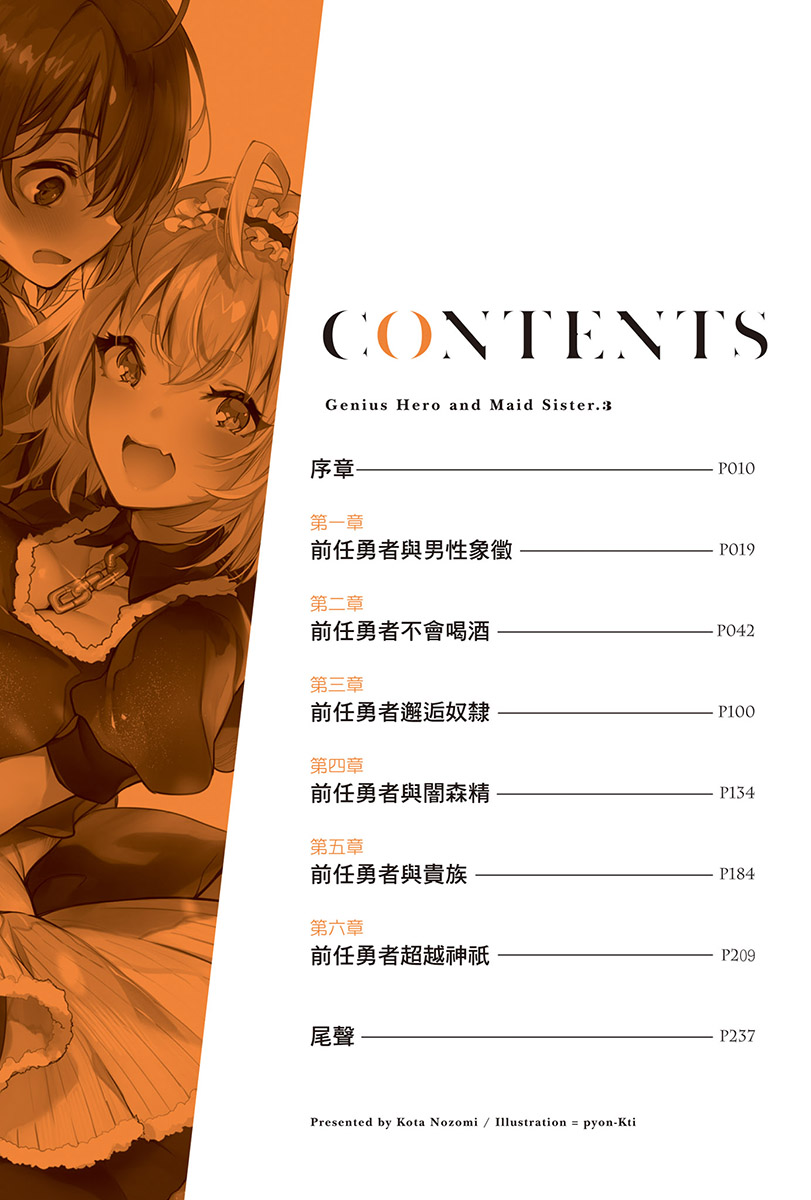 CONTENTS
Genius Hero and Maid Sister.3
序章 P010
第一章
前任勇者與男性象徵 P019
第二章
前任勇者不會喝酒 P042
第三章
前任勇者邂逅奴隸 P100
第四章
前任勇者與闇森精 P134
第五章
前任勇者與貴族 P184
第六章
前任勇者超越神祇 P209
尾聲 P237
Presented by Kota Nozomi / Illustration = pyon-Kti